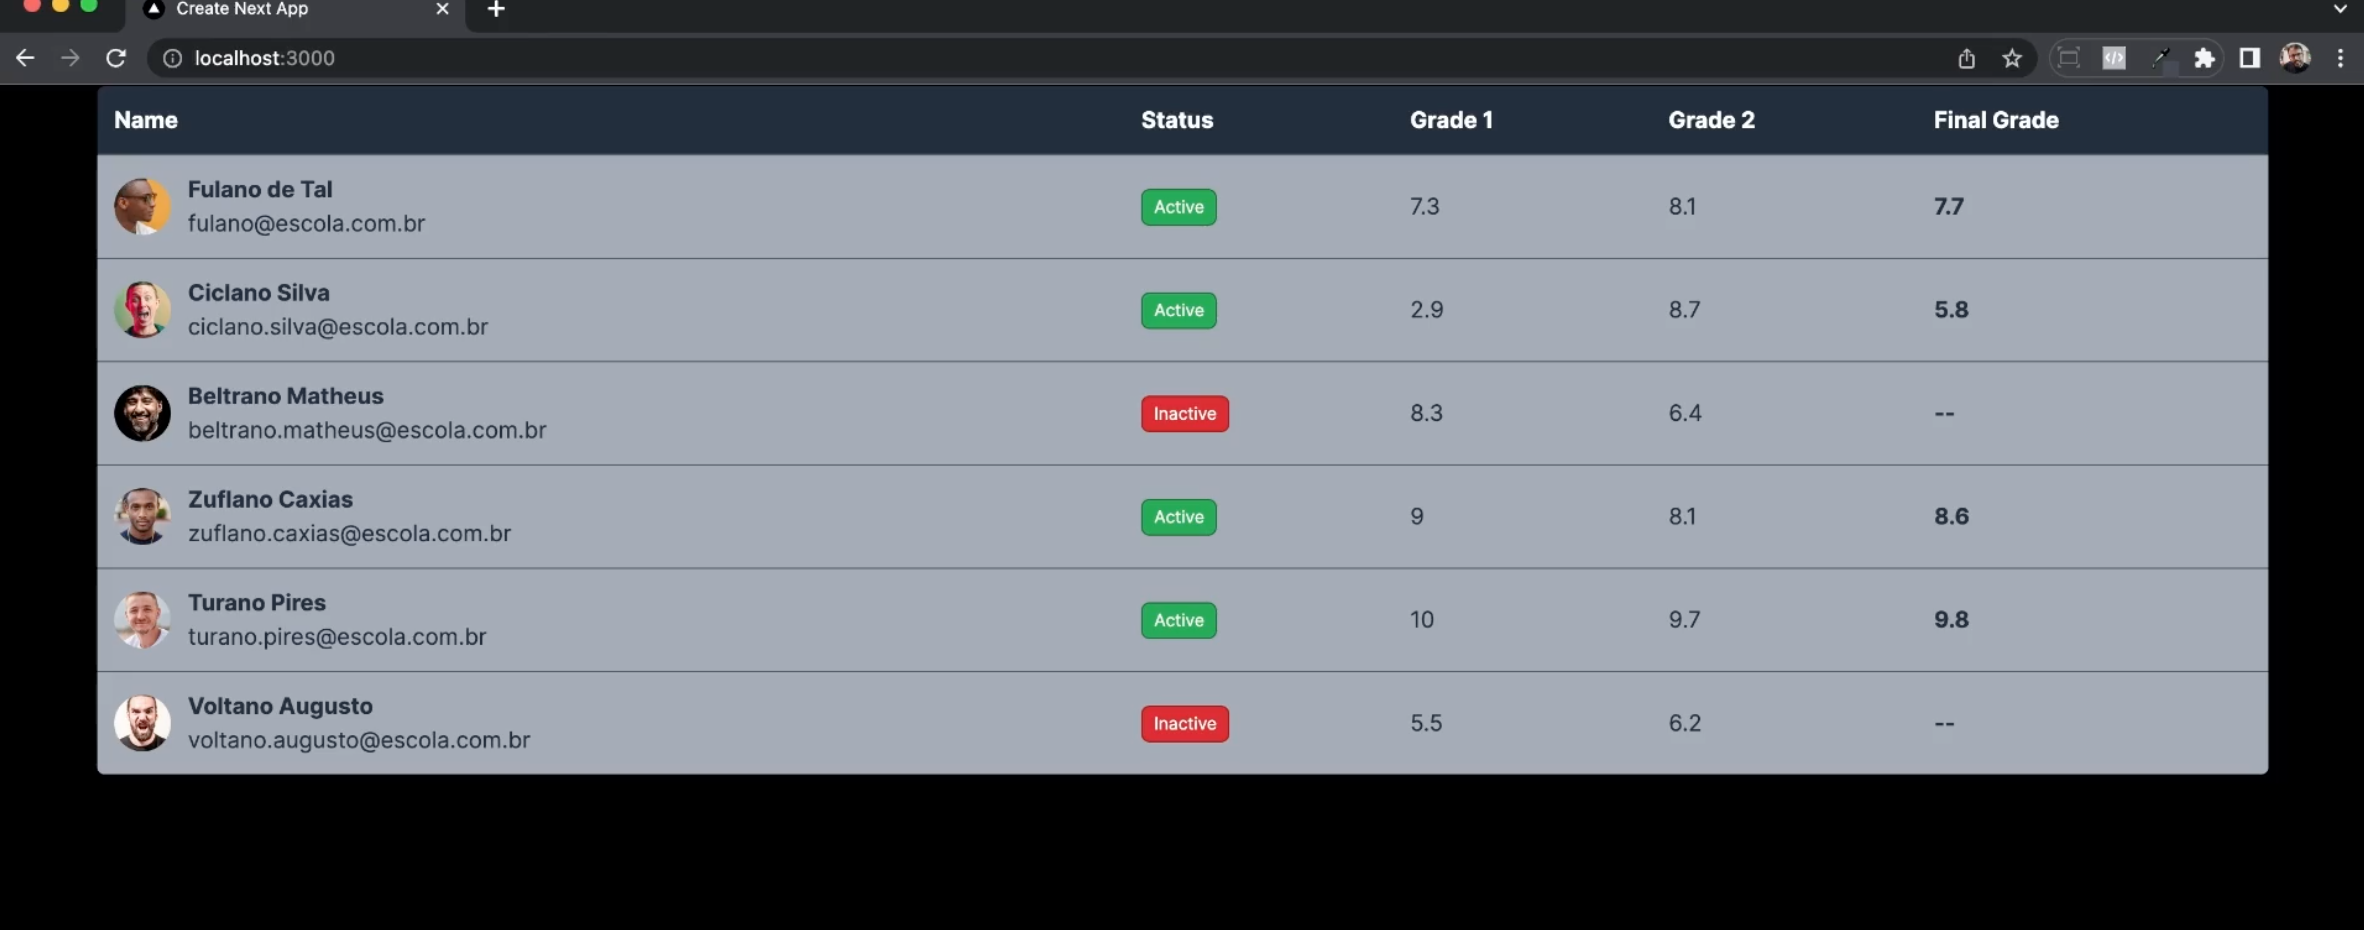 Create Next App
localhost:3000
Name Status Grade 1 Grade 2 Final Grade
Fulano de Tal
fulano@escola.com.br
Active 7.3 8.1 7.7
Ciclano Silva
ciclano.silva@escola.com.br
Active 2.9 8.7 5.8
Beltrano Matheus
beltrano.matheus@escola.com.br
Inactive 8.3 6.4 --
Zuflano Caxias
zuflano.caxias@escola.com.br
Active 9 8.1 8.6
Turano Pires
turano.pires@escola.com.br
Active 10 9.7 9.8
Voltano Augusto
voltano.augusto@escola.com.br
Inactive 5.5 6.2 --